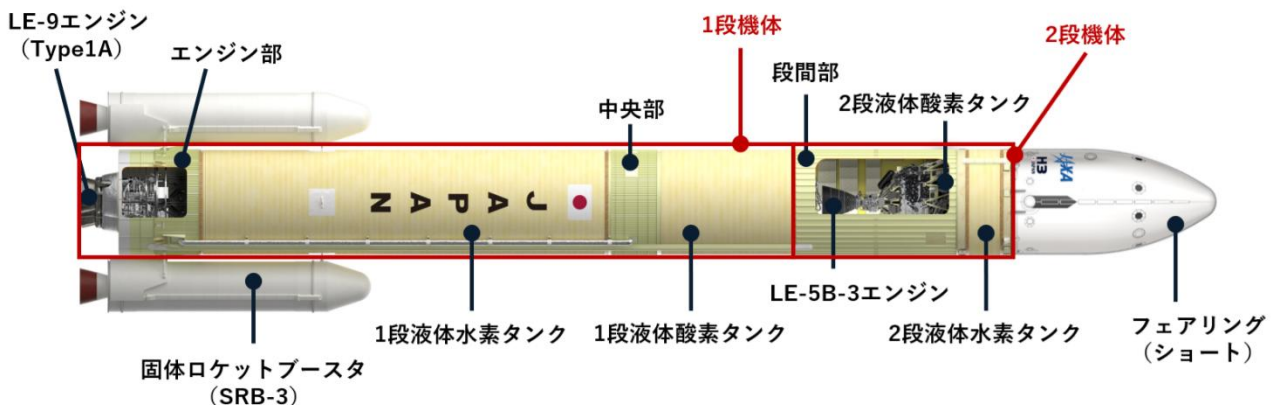 LE-9エンジン
（Type1A）
エンジン部
1段機体
2段機体
段間部
2段液体酸素タンク
中央部
JAPAN
JAXA
H3
LE-5B-3エンジン
1段液体水素タンク
1段液体酸素タンク
2段液体水素タンク
フェアリング
（ショート）
固体ロケットブースタ
（SRB-3）